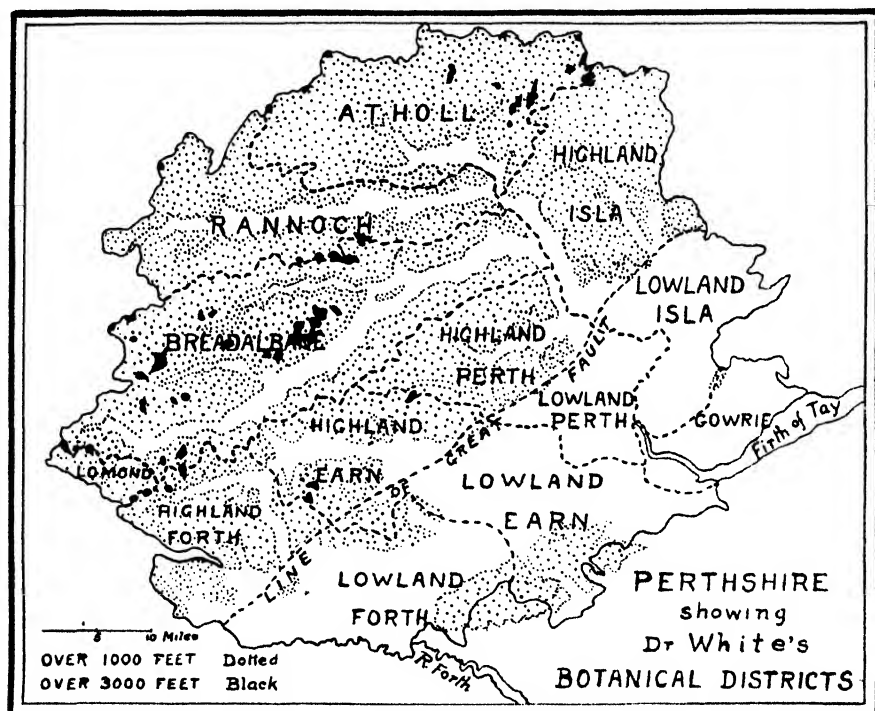 ATHOLL
HIGHLAND
ISLA
RANNOCH
LOWLAND
ISLA
BREADALBANE
HIGHLAND
PERTH
LOWLAND
PERTH
GOWRIE
Firth of Tay
HIGHLAND
EARN
LOMOND
HIGHLAND
FORTH
LOWLAND
EARN
LINE OF GREAT FAULT
LOWLAND
FORTH
R. Forth
PERTHSHIRE
showing
Dr White's
BOTANICAL DISTRICTS
5 10 Miles
OVER 1000 FEET Dotted
OVER 3000 FEET Black